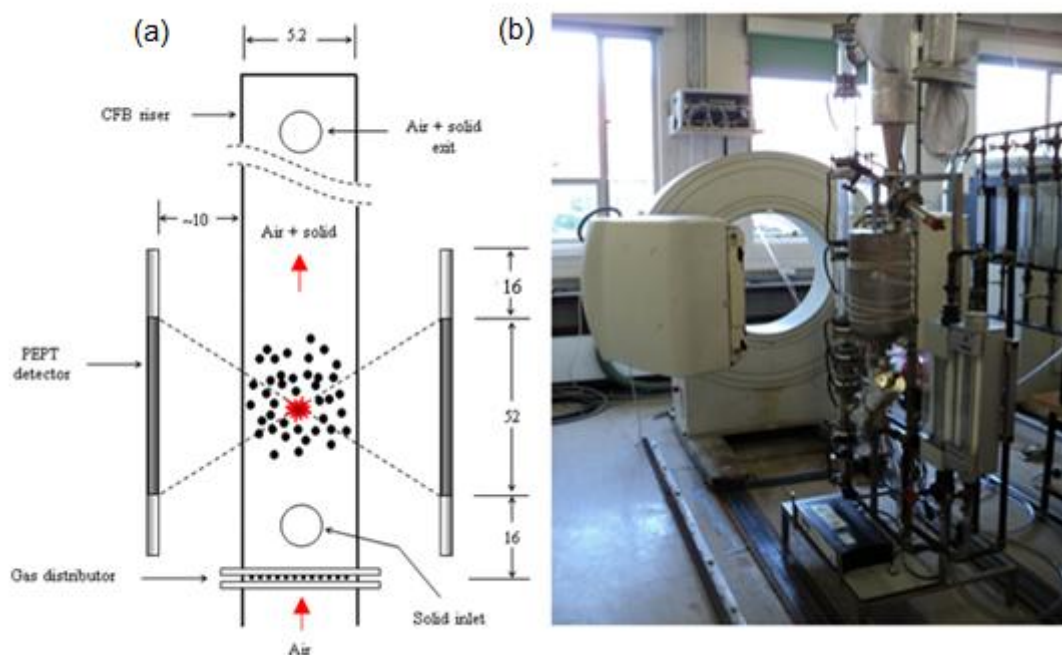 (a)
5.2
(b)
CFB riser
Air + solid
exit
~10
Air + solid
16
PEPT
detector
52
16
Gas distributor
Solid inlet
Air